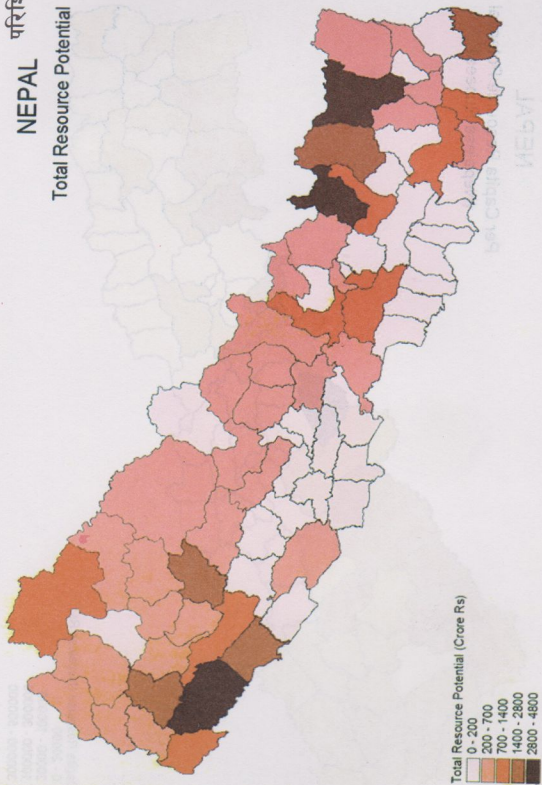 NEPAL
Total Resource Potential
Total Resource Potential (Crore Rs)
0 - 200
200 - 700
700 - 1400
1400 - 2800
2800 - 4800